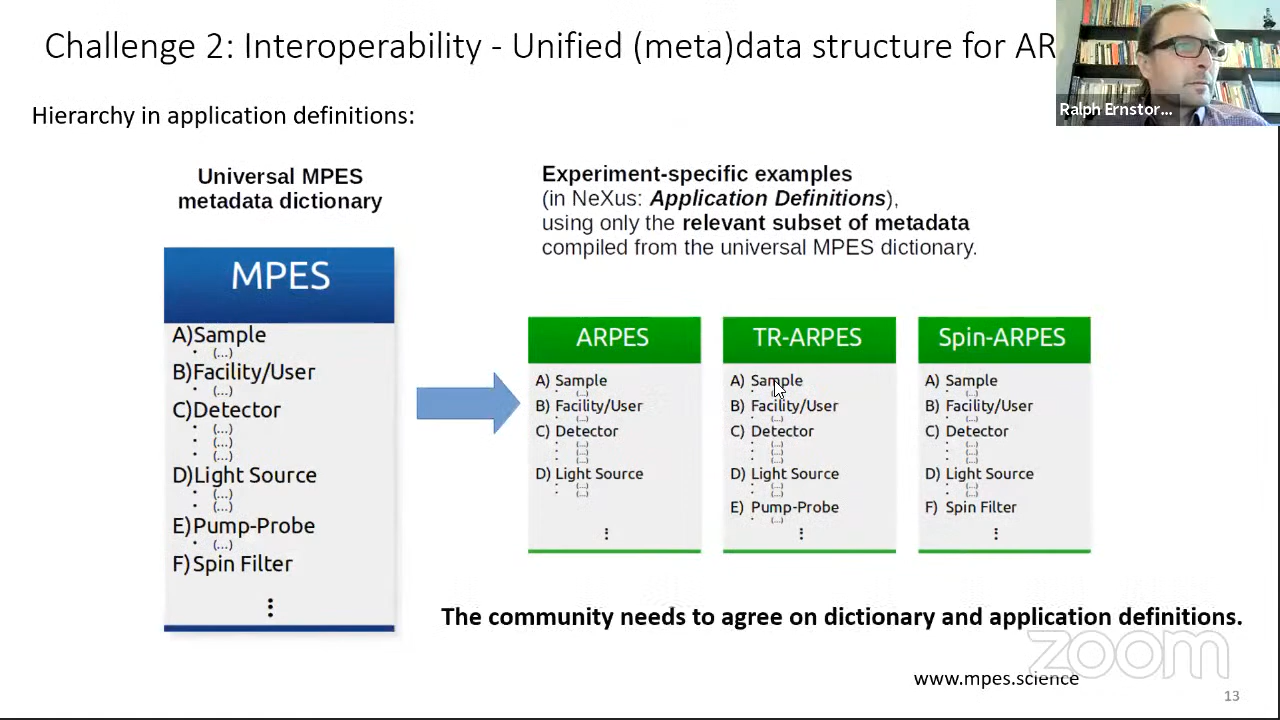 Challenge 2: Interoperability - Unified (meta)data structure for AR
Ralph Ernstor...
Hierarchy in application definitions:
Universal MPES
metadata dictionary
Experiment-specific examples
(in NeXus: Application Definitions),
using only the relevant subset of metadata
compiled from the universal MPES dictionary.
MPES
A)Sample
• (...)
B)Facility/User
• (...)
C)Detector
• (...)
• (...)
• (...)
D)Light Source
• (...)
• (...)
E)Pump-Probe
• (...)
F)Spin Filter
⋮
ARPES
A) Sample
• (...)
B) Facility/User
• (...)
C) Detector
• (...)
• (...)
• (...)
D) Light Source
• (...)
• (...)
⋮
TR-ARPES
A) Sample
• (...)
B) Facility/User
• (...)
C) Detector
• (...)
• (...)
• (...)
D) Light Source
• (...)
• (...)
E) Pump-Probe
• (...)
⋮
Spin-ARPES
A) Sample
• (...)
B) Facility/User
• (...)
C) Detector
• (...)
• (...)
• (...)
D) Light Source
• (...)
• (...)
F) Spin Filter
⋮
The community needs to agree on dictionary and application definitions.
zoom
www.mpes.science
13